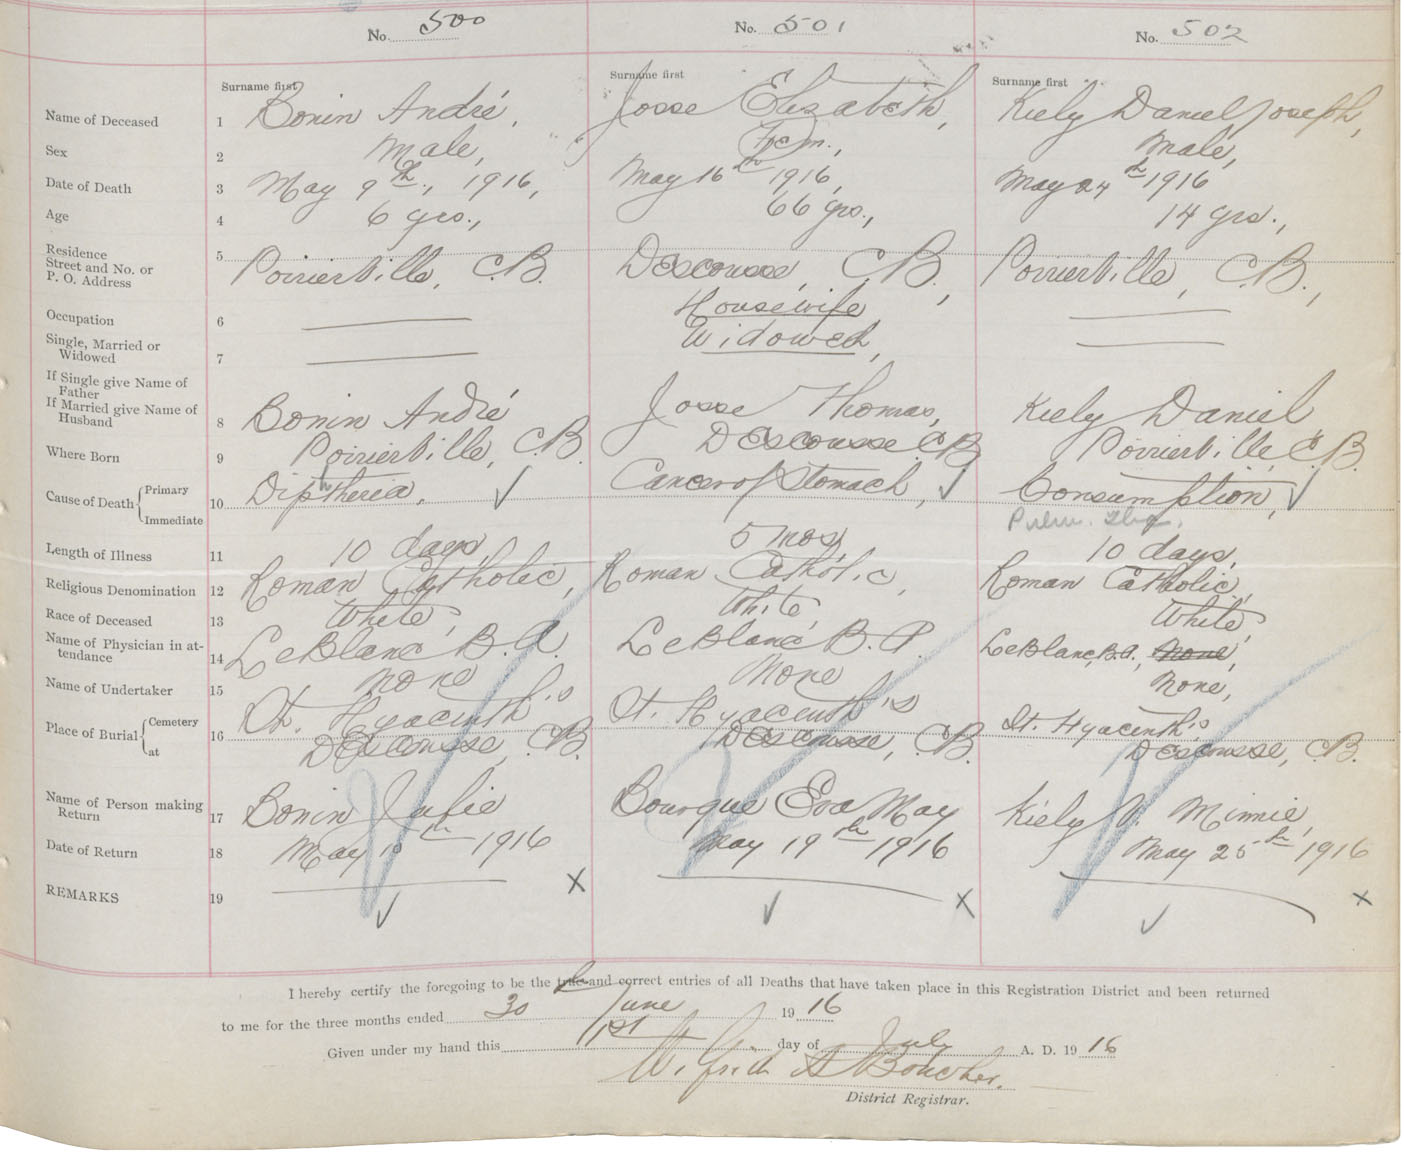 No. 500 No. 501 No. 502
Surname first Surname first Surname first
Name of Deceased 1 Bonin André, Josse Elizabeth, Kiely Daniel Joseph,
Sex 2 Male, Fem., Male,
Date of Death 3 May 9th., 1916, May 16th 1916, May 24th 1916
Age 4 6 yrs., 66 yrs., 14 yrs.,
Residence
Street and No. or 5
P. O. Address Poirierville, C.B. Descousse, C.B., Poirierville, C.B.,
Occupation 6 Housewife
Single, Married or
Widowed 7 Widowed,
If Single give Name of
Father
If Married give Name of
Husband 8 Bonin André Josse Thomas, Kiely Daniel
Where Born 9 Poirierville, C.B. Descousse C.B. Poirierville, C.B.
Cause of Death { Primary
Immediate 10 Diptheria, ✓ Cancer of Stomach, ✓ Consumption, ✓
h
Pulm. Tbg.
Length of Illness 11 10 days, 5 mos, 10 days,
Religious Denomination 12 Roman Catholic, Roman Catholic, Roman Catholic,
Race of Deceased 13 White, White, White,
Name of Physician in at-
tendance 14 LeBlanc B.A. LeBlanc B.A. LeBlanc, B.A., None,
Name of Undertaker 15 None None None,
Place of Burial { Cemetery
at 16 St. Hyacinth's St. Hyacinth's St. Hyacinth's
Descousse, C.B. Descousse, C.B. Descousse, C.B.
Name of Person making
Return 17 Bonin Julie Bourque Eva May Kiely Minnie,
Date of Return 18 May 10th 1916 May 19th 1916 May 25th 1916
REMARKS 19 ✓ x ✓ x ✓ x
I hereby certify the foregoing to be the true and correct entries of all Deaths that have taken place in this Registration District and been returned
to me for the three months ended 30 June 1916
Given under my hand this 1st day of July A. D. 1916
Wilfrid A Boucher.
District Registrar.